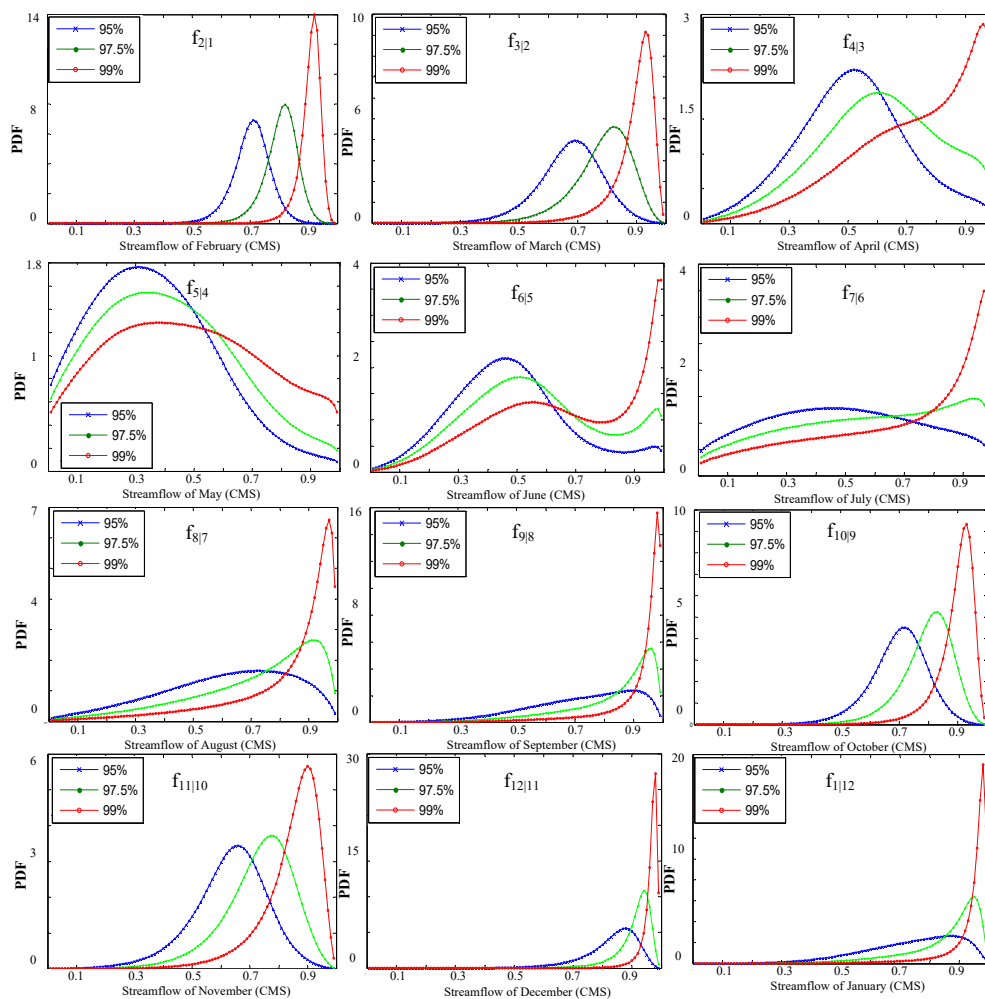 14
8
4
0
PDF
95%
97.5%
99%
f2|1
0.1 0.3 0.5 0.7 0.9
Streamflow of February (CMS)
10
8
6
4
2
0
PDF
95%
97.5%
99%
f3|2
0.1 0.3 0.5 0.7 0.9
Streamflow of March (CMS)
3
1.5
0
PDF
95%
97.5%
99%
f4|3
0.1 0.3 0.5 0.7 0.9
Streamflow of April (CMS)
1.8
1
0
PDF
95%
97.5%
99%
f5|4
0.1 0.3 0.5 0.7 0.9
Streamflow of May (CMS)
4
2
0
PDF
95%
97.5%
99%
f6|5
0.1 0.3 0.5 0.7 0.9
Streamflow of June (CMS)
4
2
1
0
PDF
95%
97.5%
99%
f7|6
0.1 0.3 0.5 0.7 0.9
Streamflow of July (CMS)
7
4
2
0
PDF
95%
97.5%
99%
f8|7
0.1 0.3 0.5 0.7 0.9
Streamflow of August (CMS)
16
12
8
4
0
PDF
95%
97.5%
99%
f9|8
0.1 0.3 0.5 0.7 0.9
Streamflow of September (CMS)
10
5
0
PDF
95%
97.5%
99%
f10|9
0.1 0.3 0.5 0.7 0.9
Streamflow of October (CMS)
6
3
0
PDF
95%
97.5%
99%
f11|10
0.1 0.3 0.5 0.7 0.9
Streamflow of November (CMS)
30
15
0
PDF
95%
97.5%
99%
f12|11
0.1 0.3 0.5 0.7 0.9
Streamflow of December (CMS)
20
10
0
PDF
95%
97.5%
99%
f1|12
0.1 0.3 0.5 0.7 0.9
Streamflow of January (CMS)